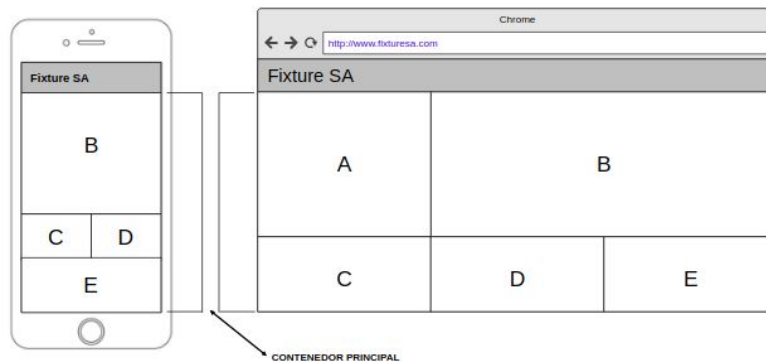 Fixture SA
B
C D
E
Chrome
http://www.fixturesa.com
Fixture SA
A B
C D E
CONTENEDOR PRINCIPAL